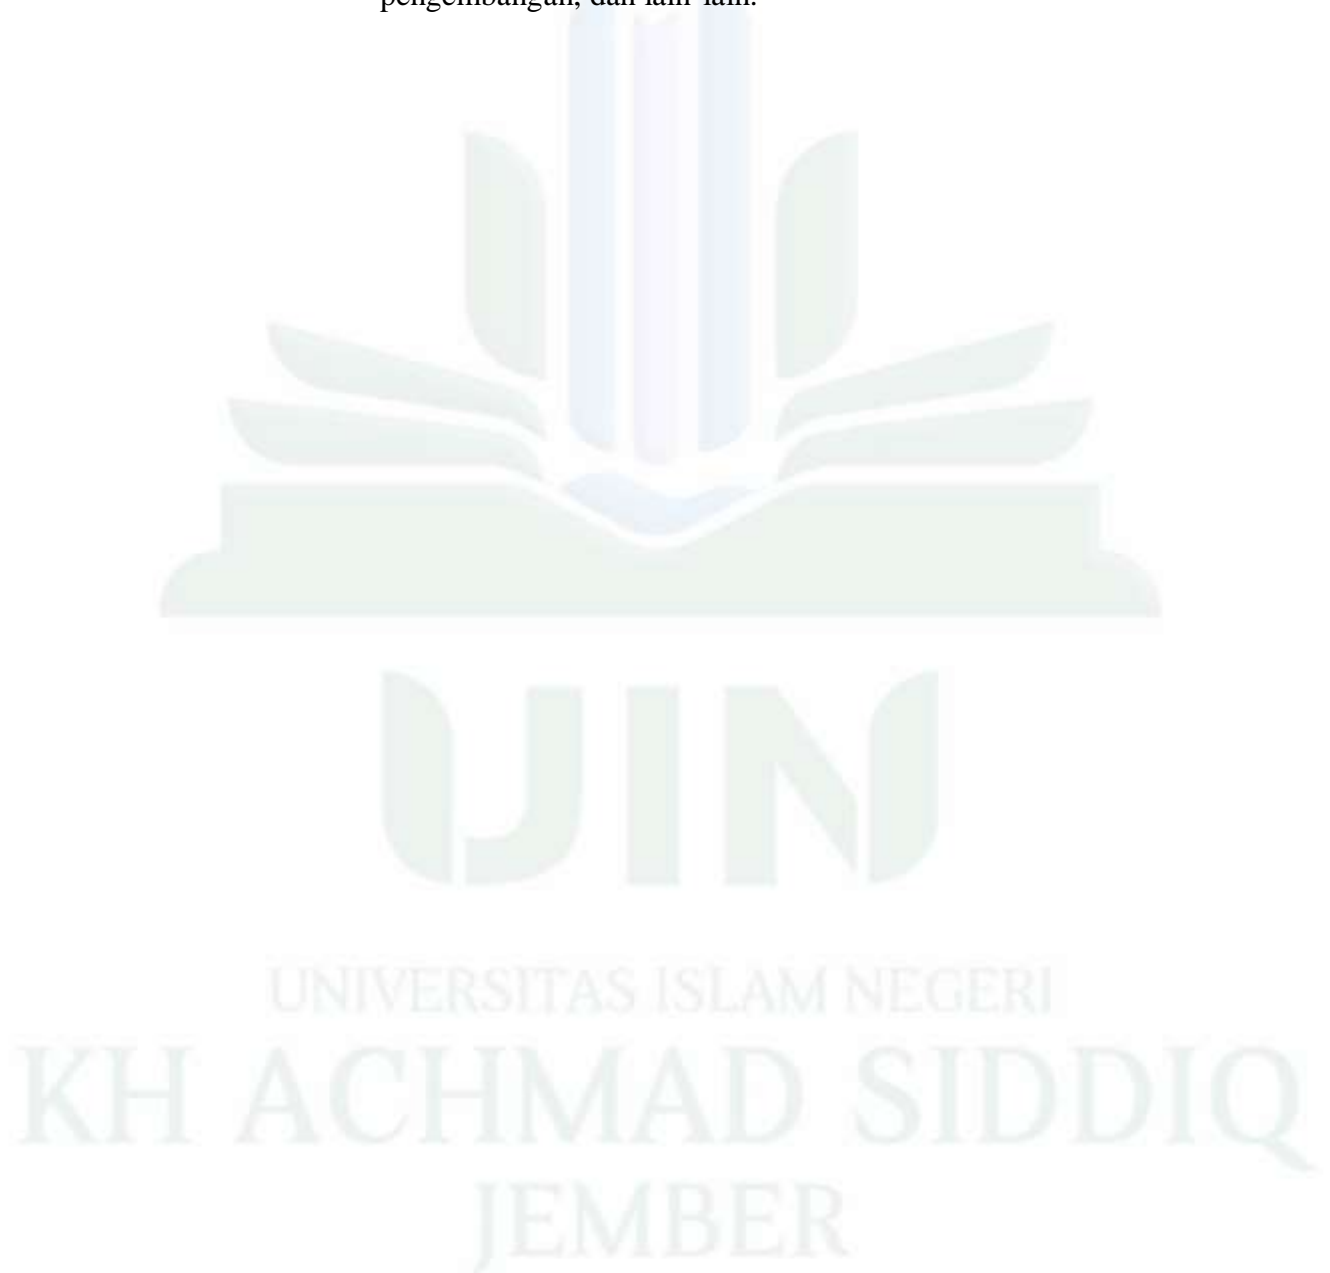 pengembangan, dan lain-lain.
UIN
UNIVERSITAS ISLAM NEGERI
KH ACHMAD SIDDIQ
JEMBER